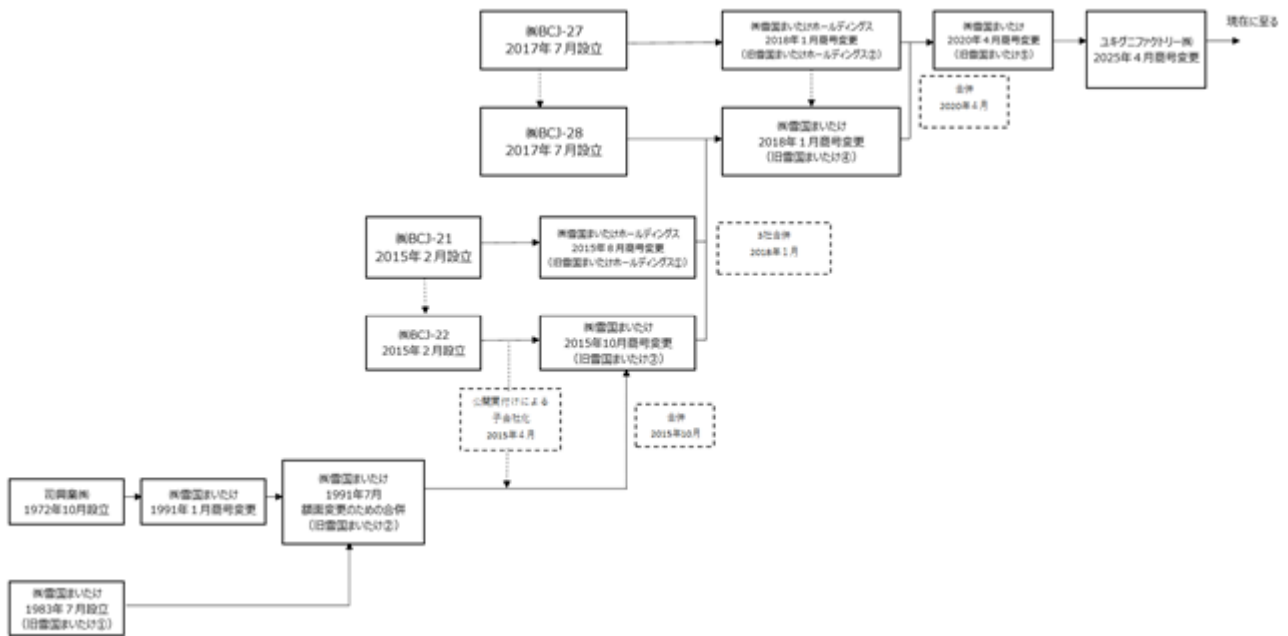 現在に至る
㈱BCJ-27
2017年7月設立
㈱雪国まいたけホールディングス
2018年1月商号変更
(旧雪国まいたけホールディングス②)
㈱雪国まいたけ
2020年4月商号変更
(旧雪国まいたけ⑤)
ユキグニファクトリー㈱
2025年4月商号変更
合併
2020年4月
㈱BCJ-28
2017年7月設立
㈱雪国まいたけ
2018年1月商号変更
(旧雪国まいたけ④)
㈱BCJ-21
2015年2月設立
㈱雪国まいたけホールディングス
2015年8月商号変更
(旧雪国まいたけホールディングス①)
3社合併
2018年1月
㈱BCJ-22
2015年2月設立
㈱雪国まいたけ
2015年10月商号変更
(旧雪国まいたけ③)
公開買付けによる
子会社化
2015年4月
合併
2015年10月
司興業㈱
1972年10月設立
㈱雪国まいたけ
1991年1月商号変更
㈱雪国まいたけ
1991年7月
額面変更のための合併
(旧雪国まいたけ②)
㈱雪国まいたけ
1983年7月設立
(旧雪国まいたけ①)